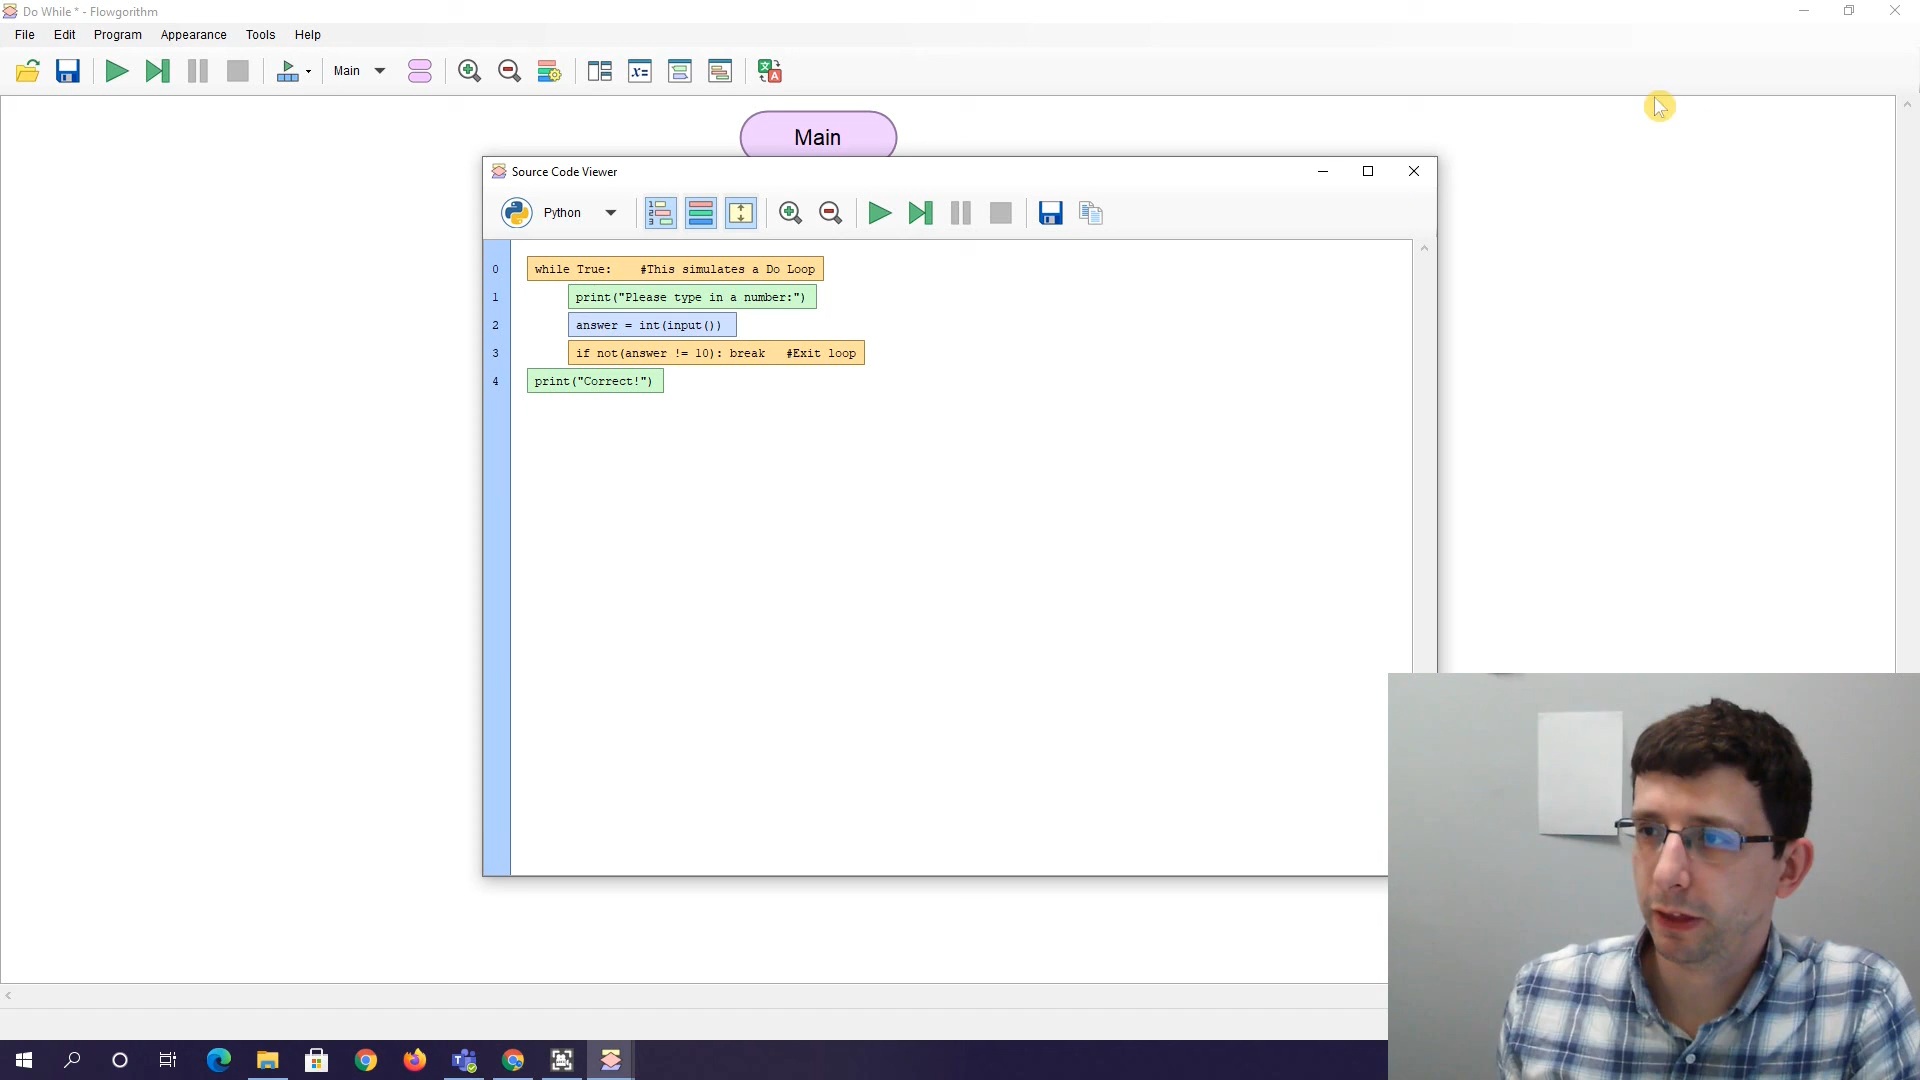 Do While * - Flowgorithm
File Edit Program Appearance Tools Help
Main
Main
Source Code Viewer
Python
0 while True:    #This simulates a Do Loop
1 print("Please type in a number:")
2 answer = int(input())
3 if not(answer != 10): break   #Exit loop
4 print("Correct!")